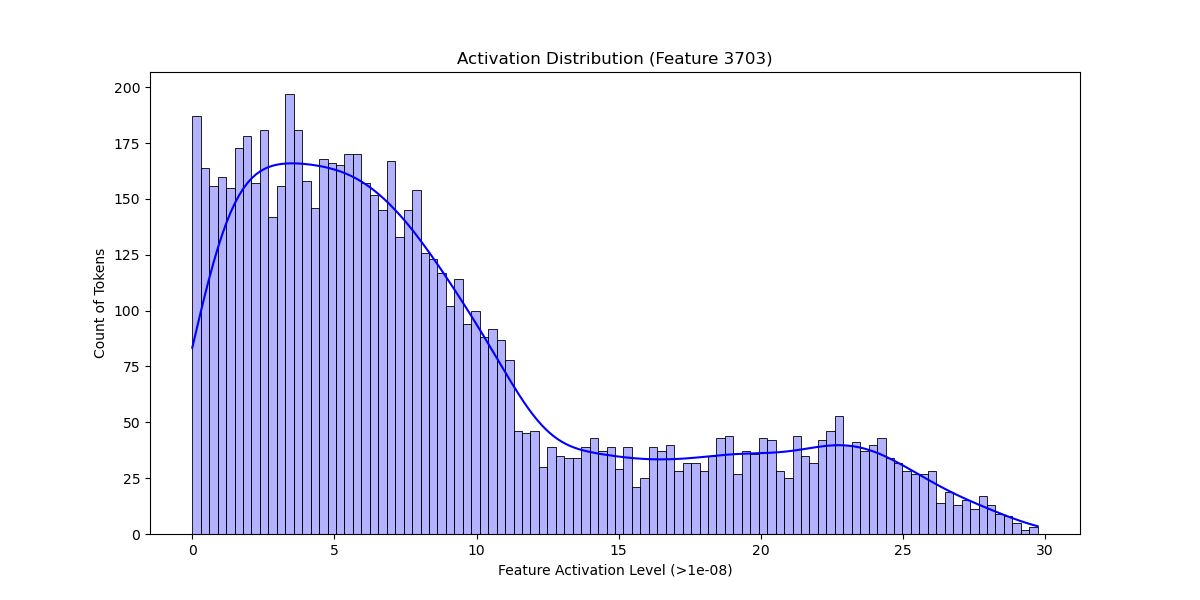 Activation Distribution (Feature 3703)
200
175
150
125
100
75
50
25
0
Count of Tokens
0 5 10 15 20 25 30
Feature Activation Level (>1e-08)